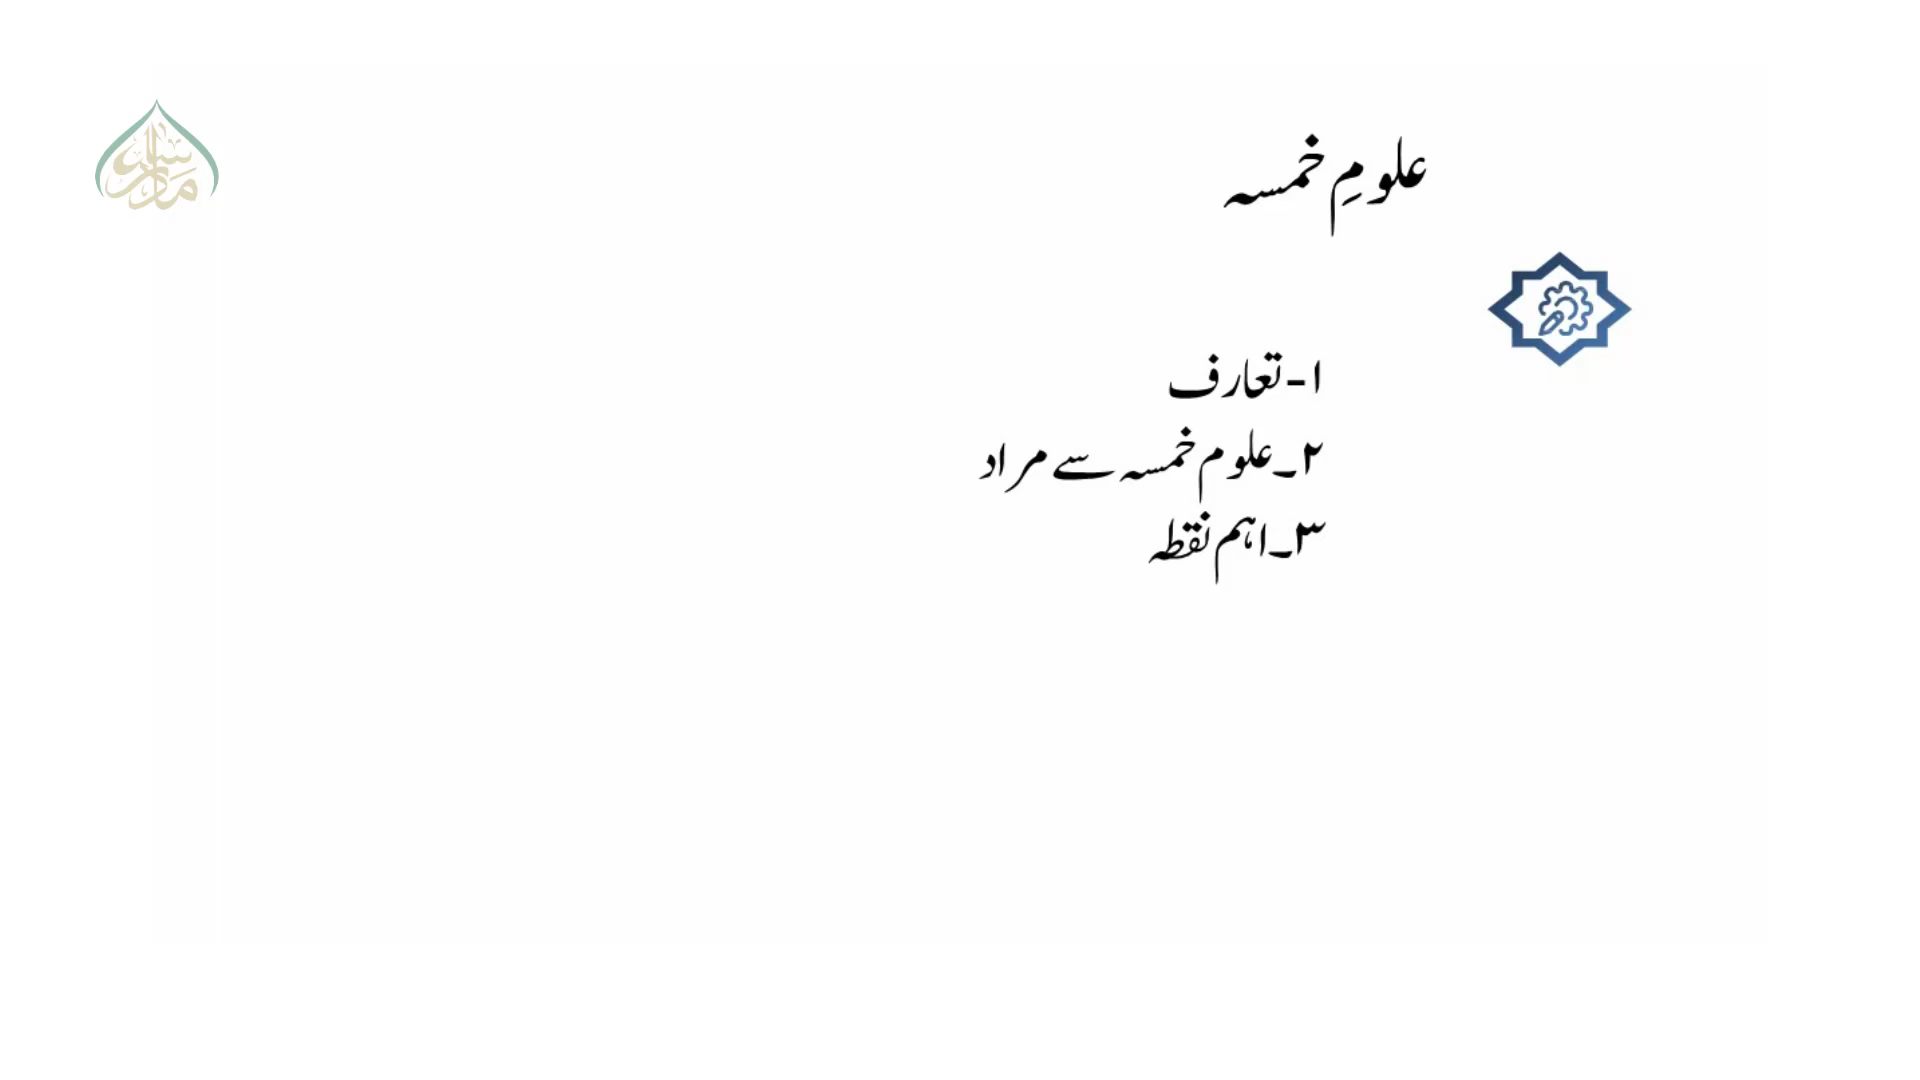 علومِ خمسہ
۱-تعارف
۲۔علوم خمسہ سے مراد
۳۔اہم نقطہ